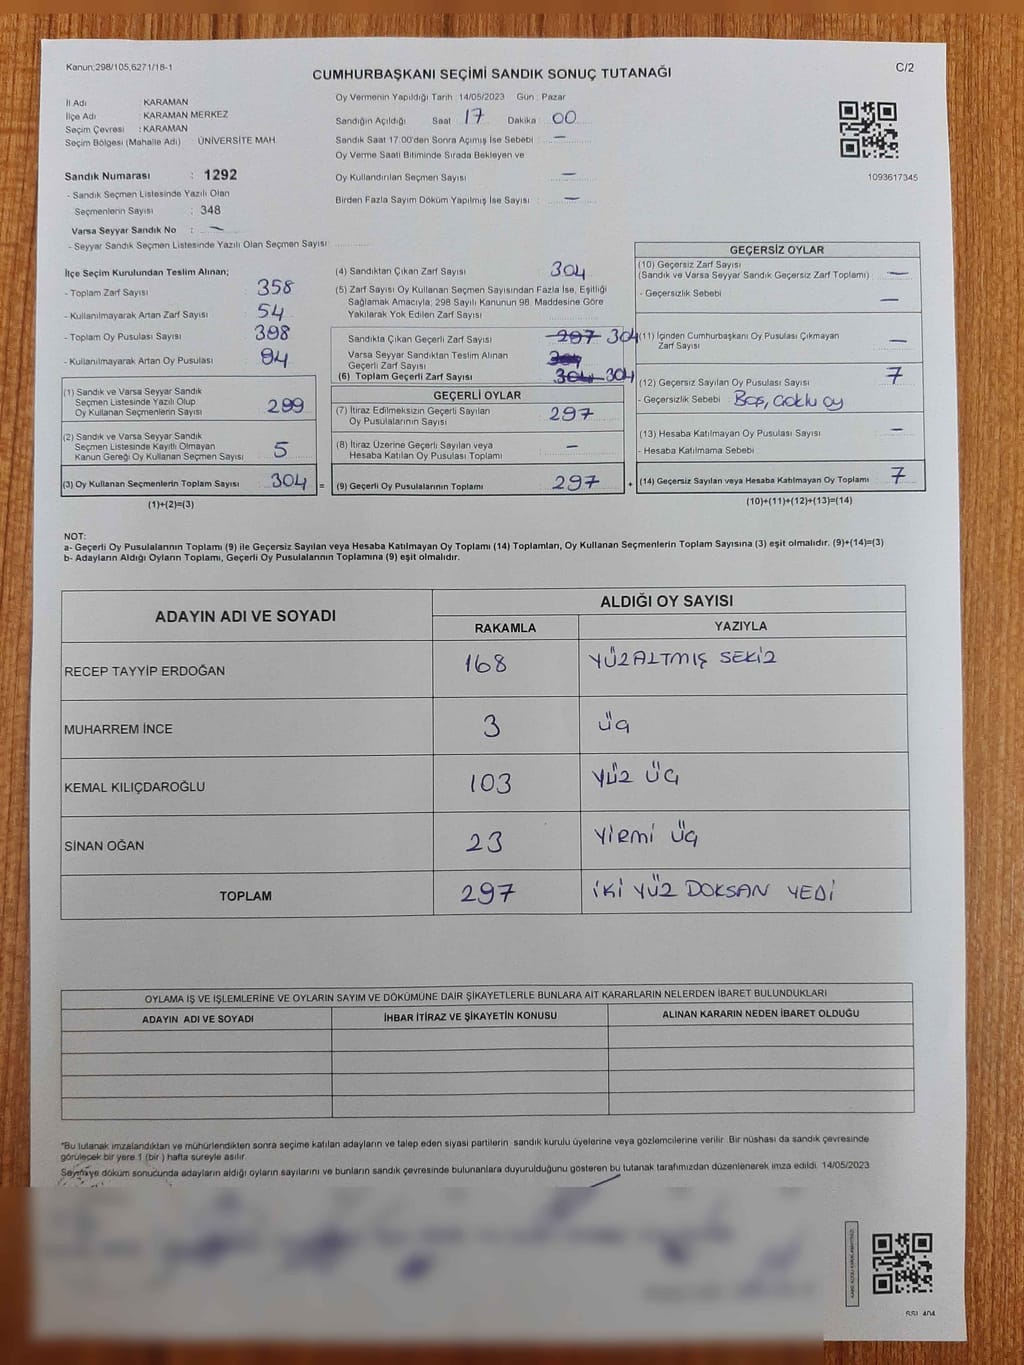 Kanun:298/105,6271/18-1
C/2
CUMHURBAŞKANI SEÇİMİ SANDIK SONUÇ TUTANAĞI
İl Adı : KARAMAN
İlçe Adı : KARAMAN MERKEZ
Seçim Çevresi : KARAMAN
Seçim Bölgesi (Mahalle Adı) ÜNİVERSİTE MAH
Sandık Numarası : 1292
- Sandık Seçmen Listesinde Yazılı Olan
Seçmenlerin Sayısı : 348
Varsa Seyyar Sandık No : —
- Seyyar Sandık Seçmen Listesinde Yazılı Olan Seçmen Sayısı
Oy Vermenin Yapıldığı Tarih 14/05/2023 Gün : Pazar
Sandığın Açıldığı Saat 17 Dakika 00
Sandık Saat 17.00'den Sonra Açımış İse Sebebi : —
Oy Verme Saati Bitiminde Sırada Bekleyen ve
Oy Kullandırılan Seçmen Sayısı —
Birden Fazla Sayım Döküm Yapılmış İse Sayısı : —
1093617345
İlçe Seçim Kurulundan Teslim Alınan;
- Toplam Zarf Sayısı : 358
- Kullanılmayarak Artan Zarf Sayısı : 54
- Toplam Oy Pusulası Sayısı : 398
- Kullanılmayarak Artan Oy Pusulası : 94
(1) Sandık ve Varsa Seyyar Sandık
Seçmen Listesinde Yazılı Olup
Oy Kullanan Seçmenlerin Sayısı : 299
(2) Sandık ve Varsa Seyyar Sandık
Seçmen Listesinde Kayıtlı Olmayan
Kanun Gereği Oy Kullanan Seçmen Sayısı : 5
(3) Oy Kullanan Seçmenlerin Toplam Sayısı : 304 =
(1)+(2)=(3)
(4) Sandıktan Çıkan Zarf Sayısı : 304
(5) Zarf Sayısı Oy Kullanan Seçmen Sayısından Fazla İse, Eşitliği
Sağlamak Amacıyla; 298 Sayılı Kanunun 98. Maddesine Göre
Yakılarak Yok Edilen Zarf Sayısı
Sandıkta Çıkan Geçerli Zarf Sayısı : 297 304
Varsa Seyyar Sandıktan Teslim Alınan
Geçerli Zarf Sayısı
(6) Toplam Geçerli Zarf Sayısı : 304 304
GEÇERLİ OYLAR
(7) İtiraz Edilmeksizin Geçerli Sayılan
Oy Pusulalarının Sayısı : 297
(8) İtiraz Üzerine Geçerli Sayılan veya
Hesaba Katılan Oy Pusulası Toplamı : —
(9) Geçerli Oy Pusulalarının Toplamı : 297 +
GEÇERSİZ OYLAR
(10) Geçersiz Zarf Sayısı
(Sandık ve Varsa Seyyar Sandık Geçersiz Zarf Toplamı) : —
- Geçersizlik Sebebi : —
(11) İçinden Cumhurbaşkanı Oy Pusulası Çıkmayan
Zarf Sayısı : —
(12) Geçersiz Sayılan Oy Pusulası Sayısı : 7
- Geçersizlik Sebebi : Boş, çoklu oy
(13) Hesaba Katılmayan Oy Pusulası Sayısı : —
- Hesaba Katılmama Sebebi :
(14) Geçersiz Sayılan veya Hesaba Katılmayan Oy Toplamı : 7
(10)+(11)+(12)+(13)=(14)
NOT:
a- Geçerli Oy Pusulalarının Toplamı (9) ile Geçersiz Sayılan veya Hesaba Katılmayan Oy Toplamı (14) Toplamları, Oy Kullanan Seçmenlerin Toplam Sayısına (3) eşit olmalıdır. (9)+(14)=(3)
b- Adayların Aldığı Oyların Toplamı, Geçerli Oy Pusulalarının Toplamına (9) eşit olmalıdır.
ADAYIN ADI VE SOYADI ALDIĞI OY SAYISI
RAKAMLA YAZIYLA
RECEP TAYYİP ERDOĞAN 168 YÜZALTMIŞ SEKİZ
MUHARREM İNCE 3 ÜÇ
KEMAL KILIÇDAROĞLU 103 YÜZ ÜÇ
SİNAN OĞAN 23 YİRMİ ÜÇ
TOPLAM 297 İKİ YÜZ DOKSAN YEDİ
OYLAMA İŞ VE İŞLEMLERİNE VE OYLARIN SAYIM VE DÖKÜMÜNE DAİR ŞİKAYETLERLE BUNLARA AİT KARARLARIN NELERDEN İBARET BULUNDUKLARI
ADAYIN ADI VE SOYADI İHBAR İTİRAZ VE ŞİKAYETİN KONUSU ALINAN KARARIN NEDEN İBARET OLDUĞU
*Bu tutanak imzalandıktan ve mühürlendikten sonra seçime katılan adayların ve talep eden siyasi partilerin sandık kurulu üyelerine veya gözlemcilerine verilir. Bir nüshası da sandık çevresinde
görülecek bir yere 1 (bir ) hafta süreyle asılır.
Sayım ve döküm sonucunda adayların aldığı oyların sayılarını ve bunların sandık çevresinde bulunanlara duyurulduğunu gösteren bu tutanak tarafımızdan düzenlenerek imza edildi. 14/05/2023